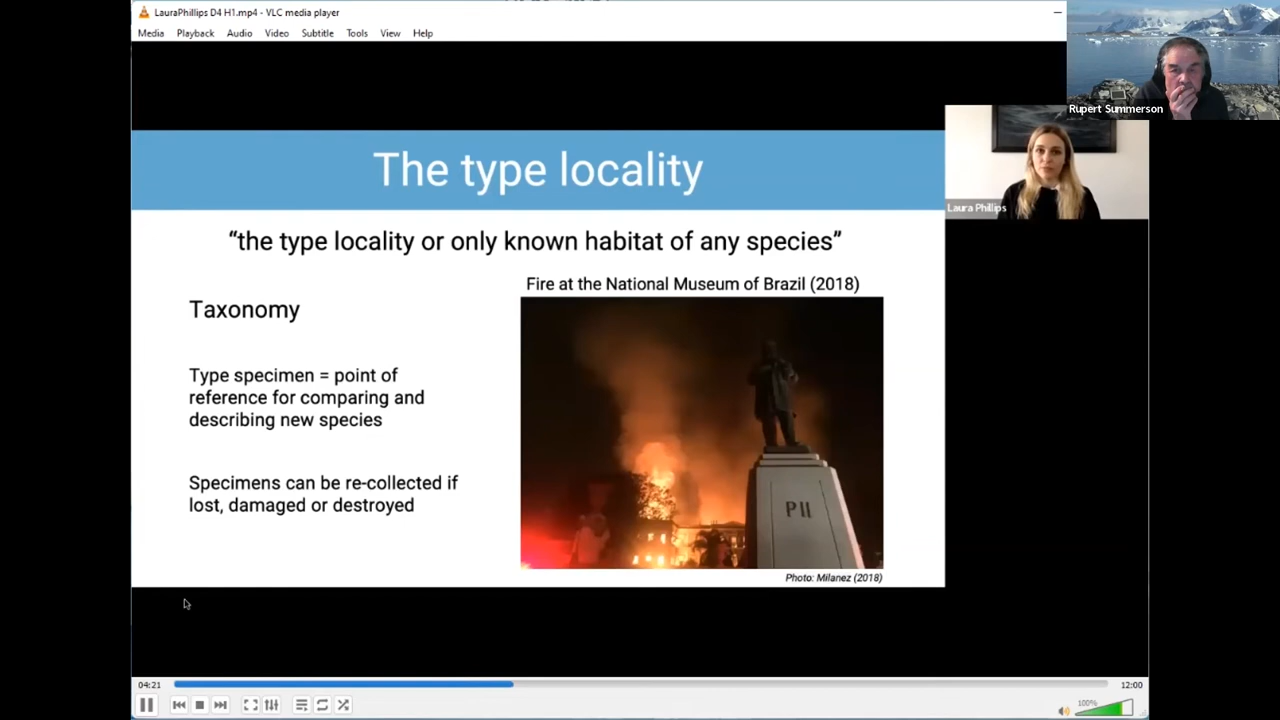 LauraPhillips D4 H1.mp4 - VLC media player
Media Playback Audio Video Subtitle Tools View Help
Rupert Summerson
The type locality
Laura Phillips
“the type locality or only known habitat of any species”
Fire at the National Museum of Brazil (2018)
Taxonomy
Type specimen = point of
reference for comparing and
describing new species
Specimens can be re-collected if
lost, damaged or destroyed
PII
Photo: Milanez (2018)
04:21
12:00
100%